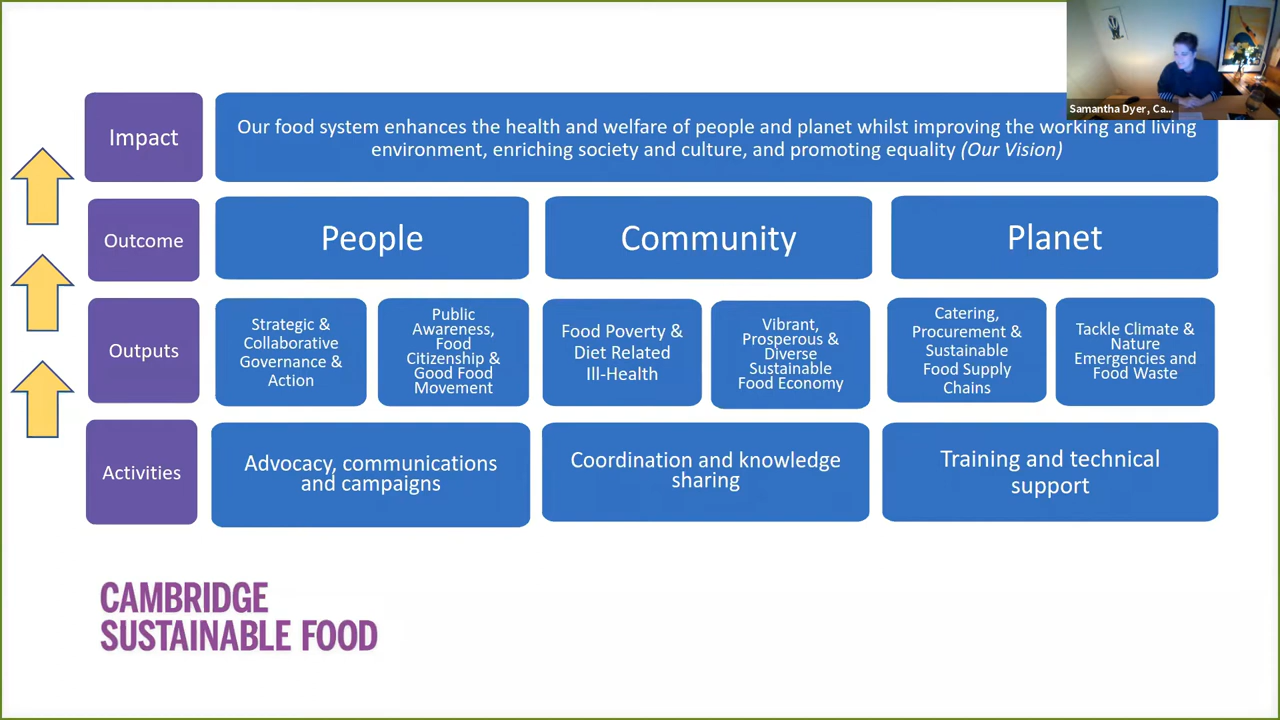 Samantha Dyer, Ca...
Impact
Our food system enhances the health and welfare of people and planet whilst improving the working and living
environment, enriching society and culture, and promoting equality (Our Vision)
Outcome
People
Community
Planet
Outputs
Strategic &
Collaborative
Governance &
Action
Public
Awareness,
Food
Citizenship &
Good Food
Movement
Food Poverty &
Diet Related
Ill-Health
Vibrant,
Prosperous &
Diverse
Sustainable
Food Economy
Catering,
Procurement &
Sustainable
Food Supply
Chains
Tackle Climate &
Nature
Emergencies and
Food Waste
Activities
Advocacy, communications
and campaigns
Coordination and knowledge
sharing
Training and technical
support
CAMBRIDGE
SUSTAINABLE FOOD